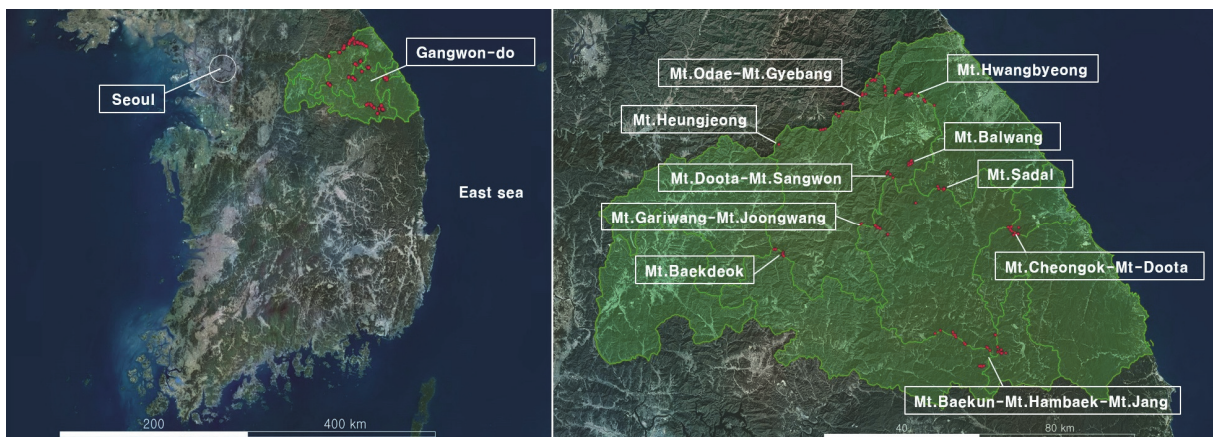 Gangwon-do
Seoul
East sea
200
400 km
Mt.Odae-Mt.Gyebang
Mt.Hwangbyeong
Mt.Heungjeong
Mt.Balwang
Mt.Doota-Mt.Sangwon
Mt.Sadal
Mt.Gariwang-Mt.Joongwang
Mt.Baekdeok
Mt.Cheongok-Mt-Doota
Mt.Baekun-Mt.Hambaek-Mt.Jang
40
80 km